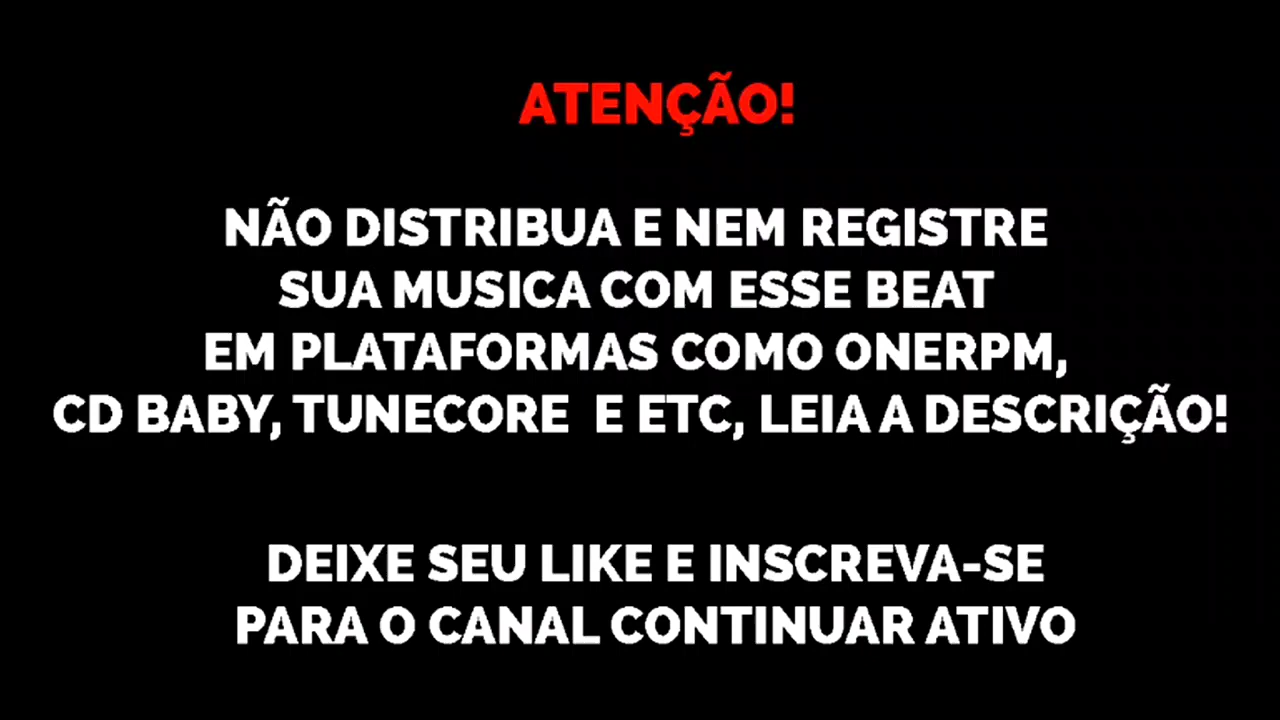 ATENÇÃO!
NÃO DISTRIBUA E NEM REGISTRE
SUA MUSICA COM ESSE BEAT
EM PLATAFORMAS COMO ONERPM,
CD BABY, TUNECORE E ETC, LEIA A DESCRIÇÃO!
DEIXE SEU LIKE E INSCREVA-SE
PARA O CANAL CONTINUAR ATIVO